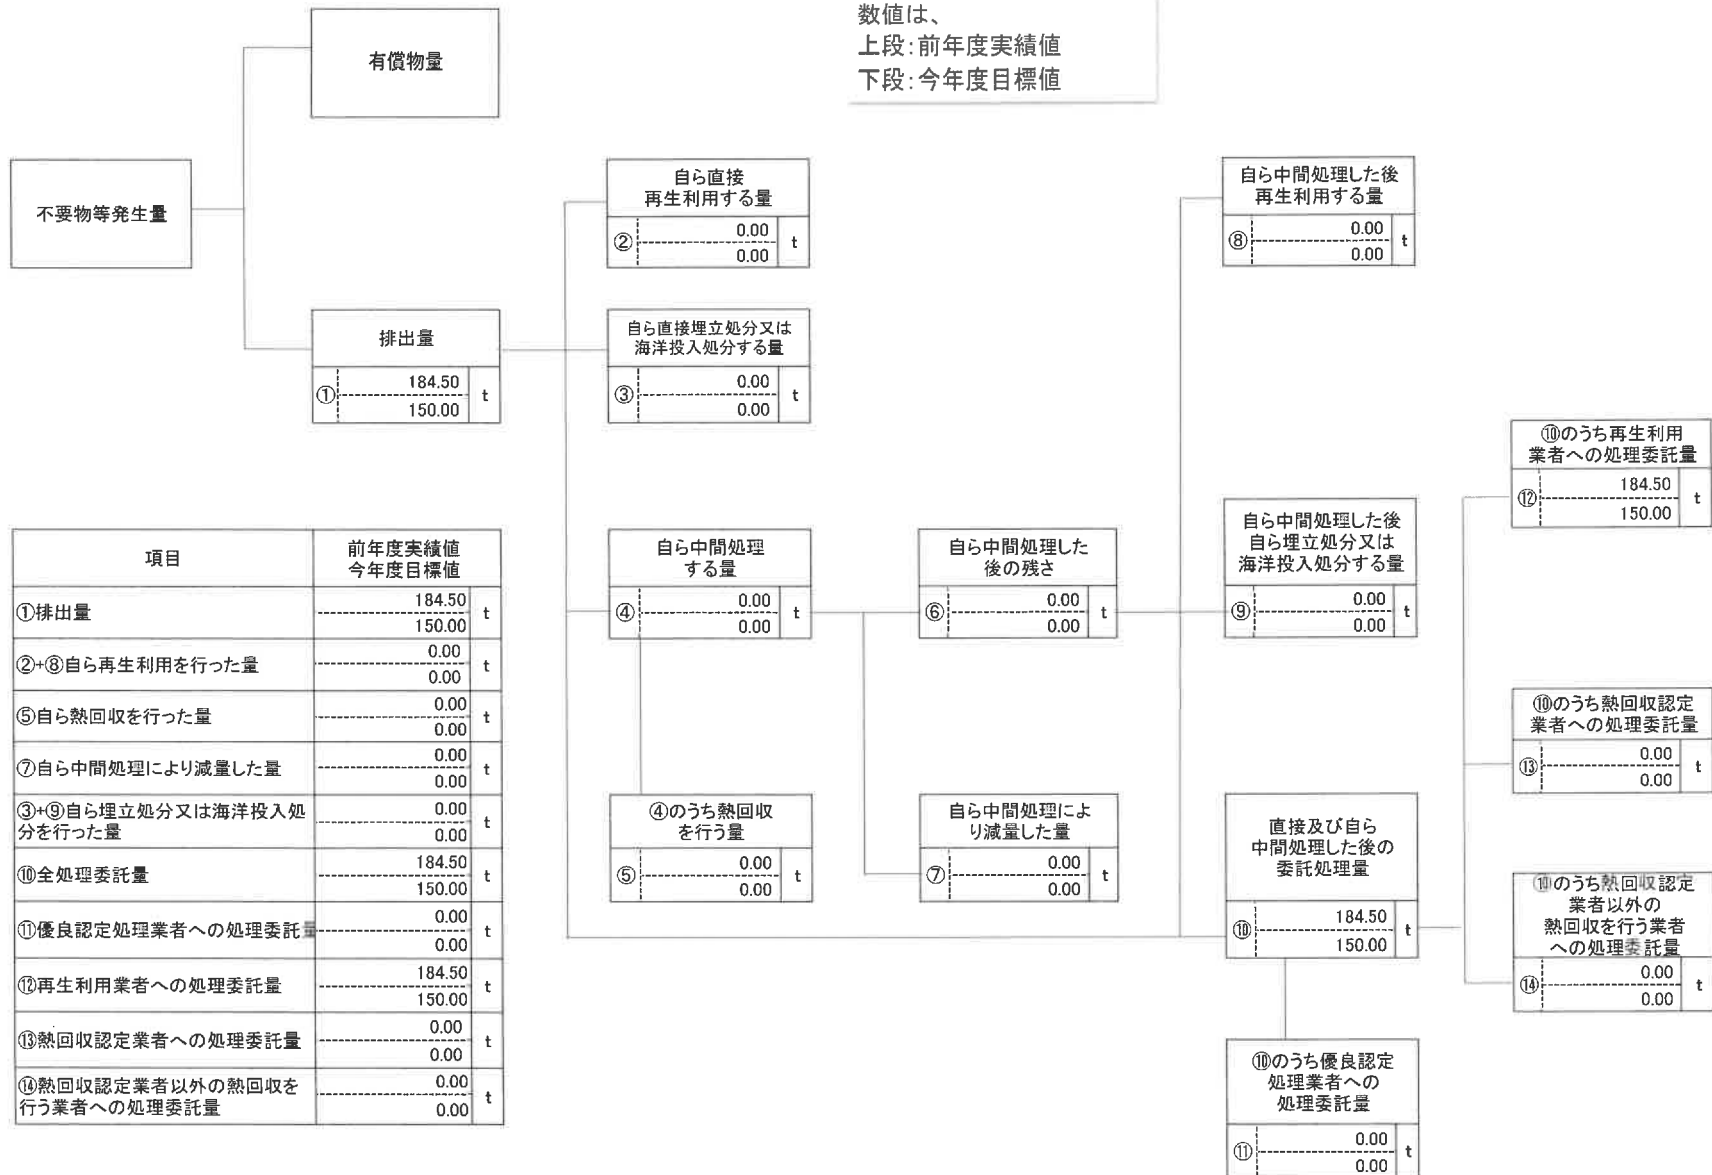 数値は、
上段:前年度実績値
下段:今年度目標値
有償物量
不要物等発生量
排出量
① 184.50 t
150.00
自ら直接
再生利用する量
② 0.00 t
0.00
自ら直接埋立処分又は
海洋投入処分する量
③ 0.00 t
0.00
自ら中間処理した後
再生利用する量
⑧ 0.00 t
0.00
自ら中間処理
する量
④ 0.00 t
0.00
自ら中間処理した
後の残さ
⑥ 0.00 t
0.00
自ら中間処理した後
自ら埋立処分又は
海洋投入処分する量
⑨ 0.00 t
0.00
⑩のうち再生利用
業者への処理委託量
⑫ 184.50 t
150.00
⑩のうち熱回収認定
業者への処理委託量
⑬ 0.00 t
0.00
④のうち熱回収
を行う量
⑤ 0.00 t
0.00
自ら中間処理によ
り減量した量
⑦ 0.00 t
0.00
直接及び自ら
中間処理した後の
委託処理量
⑩ 184.50 t
150.00
⑩のうち熱回収認定
業者以外の
熱回収を行う業者
への処理委託量
⑭ 0.00 t
0.00
⑩のうち優良認定
処理業者への
処理委託量
⑪ 0.00 t
0.00
項目 前年度実績値
今年度目標値
①排出量 184.50 t
150.00
②+⑧自ら再生利用を行った量 0.00 t
0.00
⑤自ら熱回収を行った量 0.00 t
0.00
⑦自ら中間処理により減量した量 0.00 t
0.00
③+⑨自ら埋立処分又は海洋投入処
分を行った量 0.00 t
0.00
⑩全処理委託量 184.50 t
150.00
⑪優良認定処理業者への処理委託量 0.00 t
0.00
⑫再生利用業者への処理委託量 184.50 t
150.00
⑬熱回収認定業者への処理委託量 0.00 t
0.00
⑭熱回収認定業者以外の熱回収を
行う業者への処理委託量 0.00 t
0.00